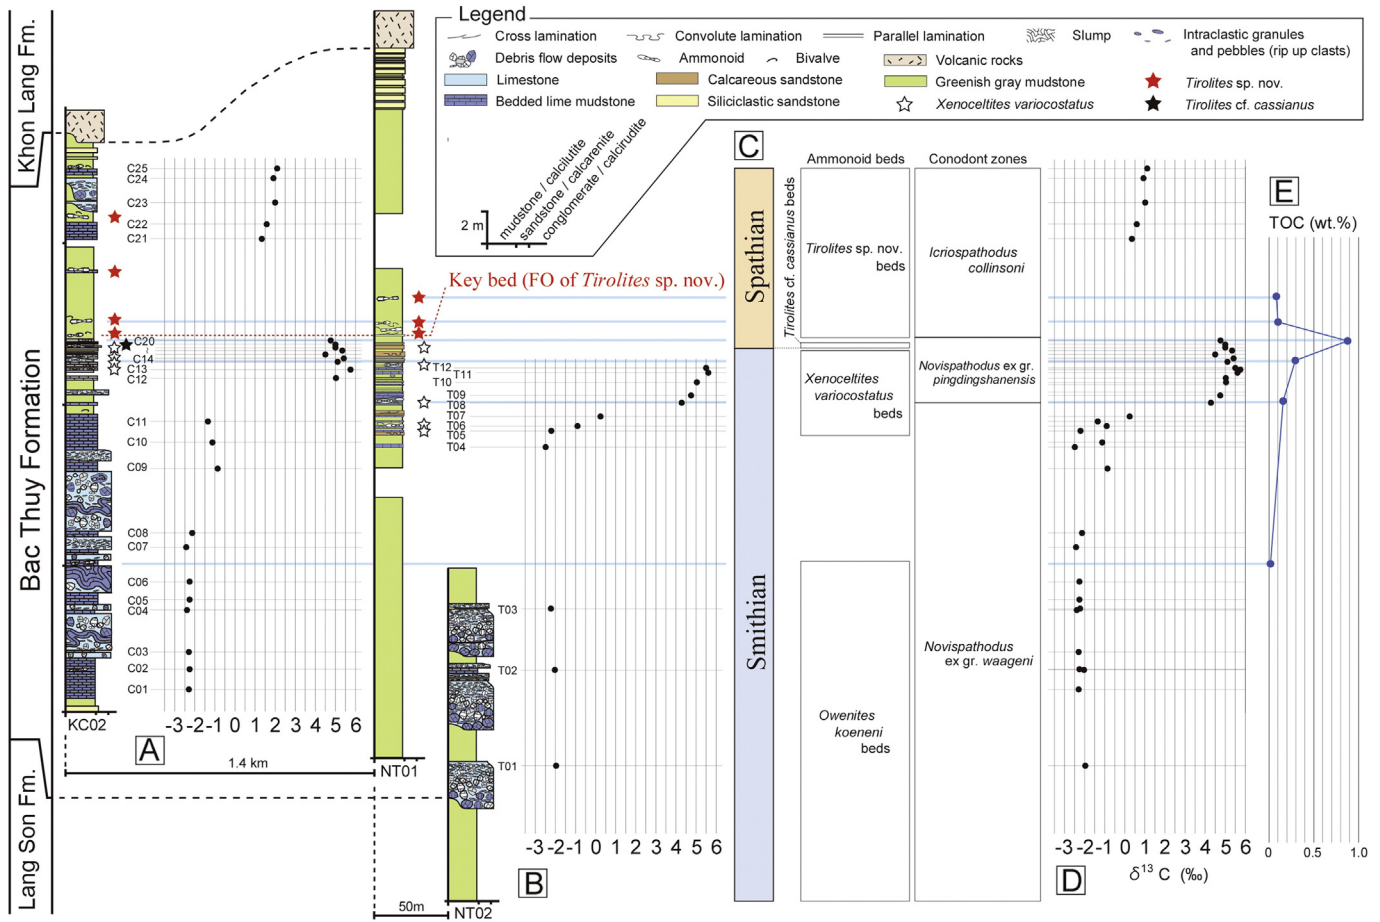 Legend
Cross lamination
Convolute lamination
Parallel lamination
Slump
Intraclastic granules
and pebbles (rip up clasts)
Debris flow deposits
Ammonoid
Bivalve
Volcanic rocks
Limestone
Calcareous sandstone
Greenish gray mudstone
Tirolites sp. nov.
Bedded lime mudstone
Siliciclastic sandstone
Xenoceltites variocostatus
Tirolites cf. cassianus
2 m
mudstone / calcilutite
sandstone / calcarenite
conglomerate / calcirudite
Khon Lang Fm.
Bac Thuy Formation
Lang Son Fm.
C25
C24
C23
C22
C21
C20
~
C14
C13
C12
C11
C10
C09
C08
C07
C06
C05
C04
C03
C02
C01
KC02
-3 -2 -1 0 1 2 3 4 5 6
A
1.4 km
NT01
Key bed (FO of Tirolites sp. nov.)
T12
T11
T10
T09
T08
T07
T06
T05
T04
T03
T02
T01
50m
NT02
-3 -2 -1 0 1 2 3 4 5 6
B
C
Spathian
Smithian
Ammonoid beds
Conodont zones
Tirolites cf. cassianus beds
Tirolites sp. nov.
beds
Icriospathodus
collinsoni
Xenoceltites
variocostatus
beds
Novispathodus ex gr.
pingdingshanensis
Owenites
koeneni
beds
Novispathodus
ex gr. waageni
-3 -2 -1 0 1 2 3 4 5 6
D
δ13 C (‰)
E
TOC (wt.%)
0 0.5 1.0